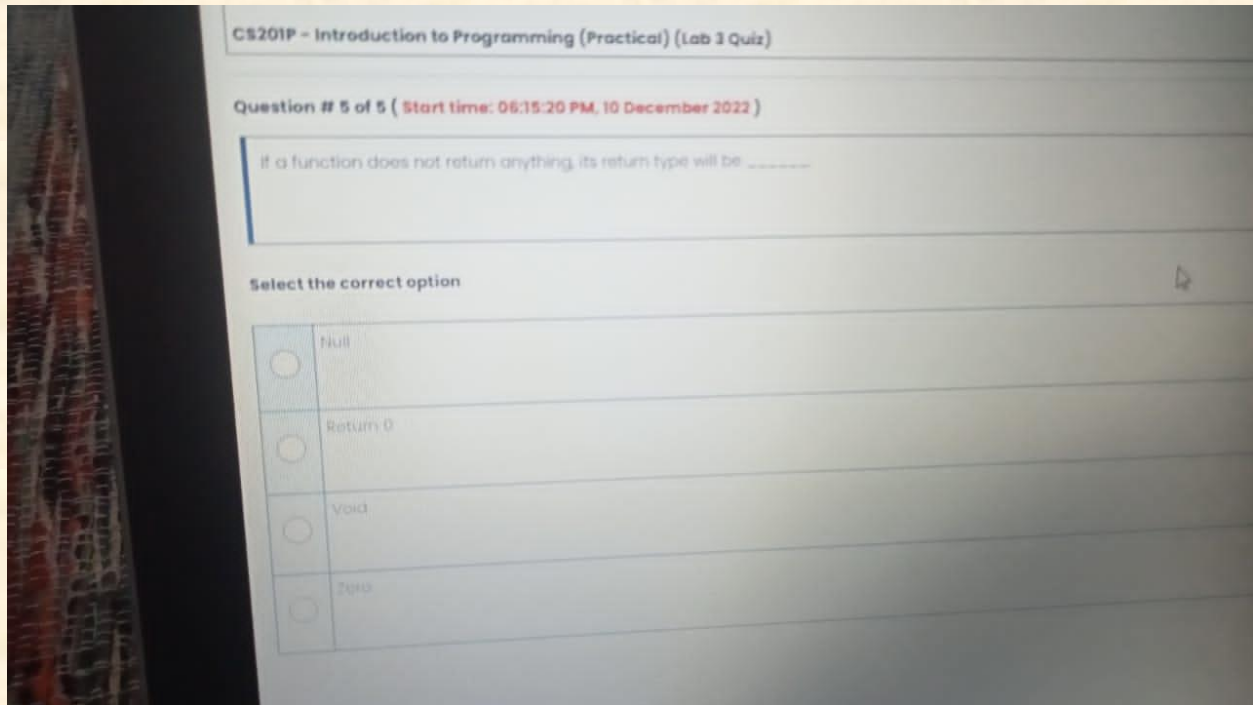 CS201P - Introduction to Programming (Practical) (Lab 3 Quiz)
Question # 5 of 5 ( Start time: 06:15:20 PM, 10 December 2022 )
If a function does not return anything, its return type will be ______
Select the correct option
Null
Return 0
Void
Zero